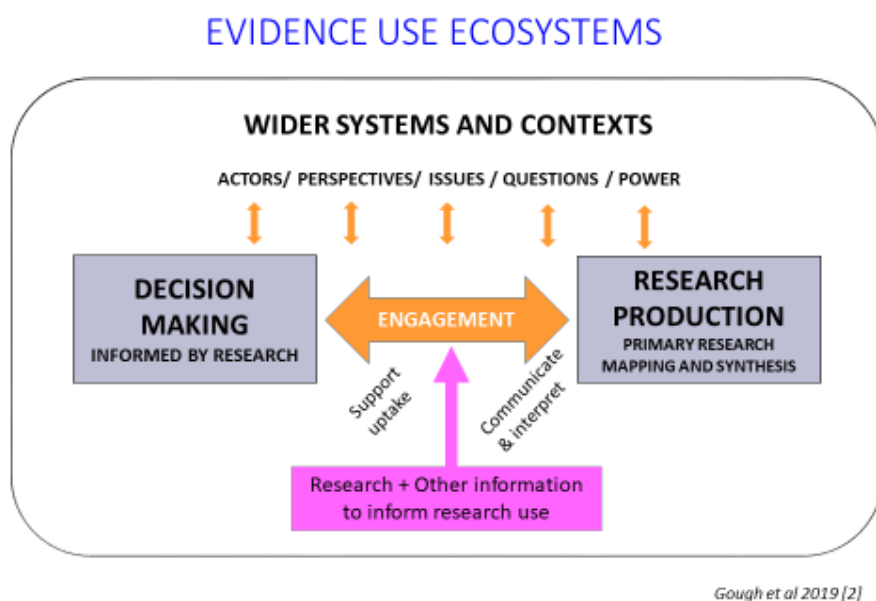 EVIDENCE USE ECOSYSTEMS
WIDER SYSTEMS AND CONTEXTS
ACTORS/ PERSPECTIVES/ ISSUES / QUESTIONS / POWER
DECISION
MAKING
INFORMED BY RESEARCH
ENGAGEMENT
RESEARCH
PRODUCTION
PRIMARY RESEARCH
MAPPING AND SYNTHESIS
Support
uptake
Communicate
& interpret
Research + Other information
to inform research use
Gough et al 2019 [2]